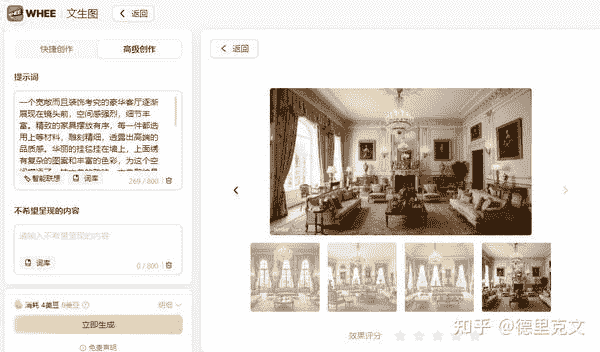 WHEE 文生图 返回
快捷创作 高级创作
返回
提示词
一个宽敞而且装饰考究的豪华客厅逐渐
展现在镜头前，空间感强烈，细节丰
富。精致的家具摆放有序，每一件都选
用上等材料，雕刻精细，透露出高端的
品质感。华丽的挂毯挂在墙上，上面绣
有复杂的图案和丰富的色彩，为这个空
智能联想 词库 269 / 800
不希望呈现的内容
请输入不希望呈现的内容
词库 0 / 800
消耗 4美豆
立即生成
免责声明
WHEE
效果评分
知乎 @德里克文